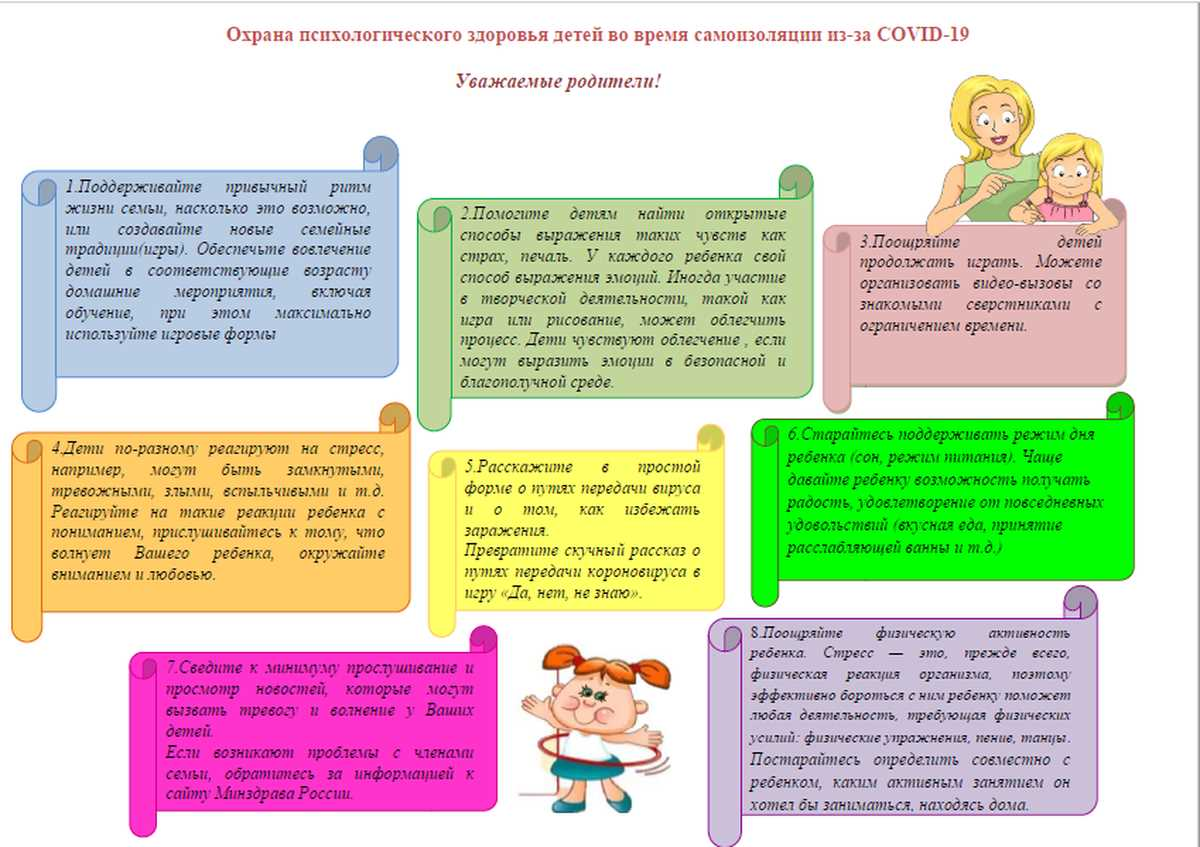 Охрана психологического здоровья детей во время самоизоляции из-за COVID-19
Уважаемые родители!
1.Поддерживайте привычный ритм
жизни семьи, насколько это возможно,
или создавайте новые семейные
традиции(игры). Обеспечьте вовлечение
детей в соответствующие возрасту
домашние мероприятия, включая
обучение, при этом максимально
используйте игровые формы
2.Помогите детям найти открытые
способы выражения таких чувств как
страх, печаль. У каждого ребенка свой
способ выражения эмоций. Иногда участие
в творческой деятельности, такой как
игра или рисование, может облегчить
процесс. Дети чувствуют облегчение , если
могут выразить эмоции в безопасной и
благополучной среде.
3.Поощряйте детей
продолжать играть. Можете
организовать видео-вызовы со
знакомыми сверстниками с
ограничением времени.
4.Дети по-разному реагируют на стресс,
например, могут быть замкнутыми,
тревожными, злыми, вспыльчивыми и т.д.
Реагируйте на такие реакции ребенка с
пониманием, прислушивайтесь к тому, что
волнует Вашего ребенка, окружайте
вниманием и любовью.
5.Расскажите в простой
форме о путях передачи вируса
и о том, как избежать
заражения.
Превратите скучный рассказ о
путях передачи короновируса в
игру «Да, нет, не знаю».
6.Старайтесь поддерживать режим дня
ребенка (сон, режим питания). Чаще
давайте ребенку возможность получать
радость, удовлетворение от повседневных
удовольствий (вкусная еда, принятие
расслабляющей ванны и т.д.)
7.Сведите к минимуму прослушивание и
просмотр новостей, которые могут
вызвать тревогу и волнение у Ваших
детей.
Если возникают проблемы с членами
семьи, обратитесь за информацией к
сайту Минздрава России.
8.Поощряйте физическую активность
ребенка. Стресс — это, прежде всего,
физическая реакция организма, поэтому
эффективно бороться с ним ребенку поможет
любая деятельность, требующая физических
усилий: физические упражнения, пение, танцы.
Постарайтесь определить совместно с
ребенком, каким активным занятием он
хотел бы заниматься, находясь дома.